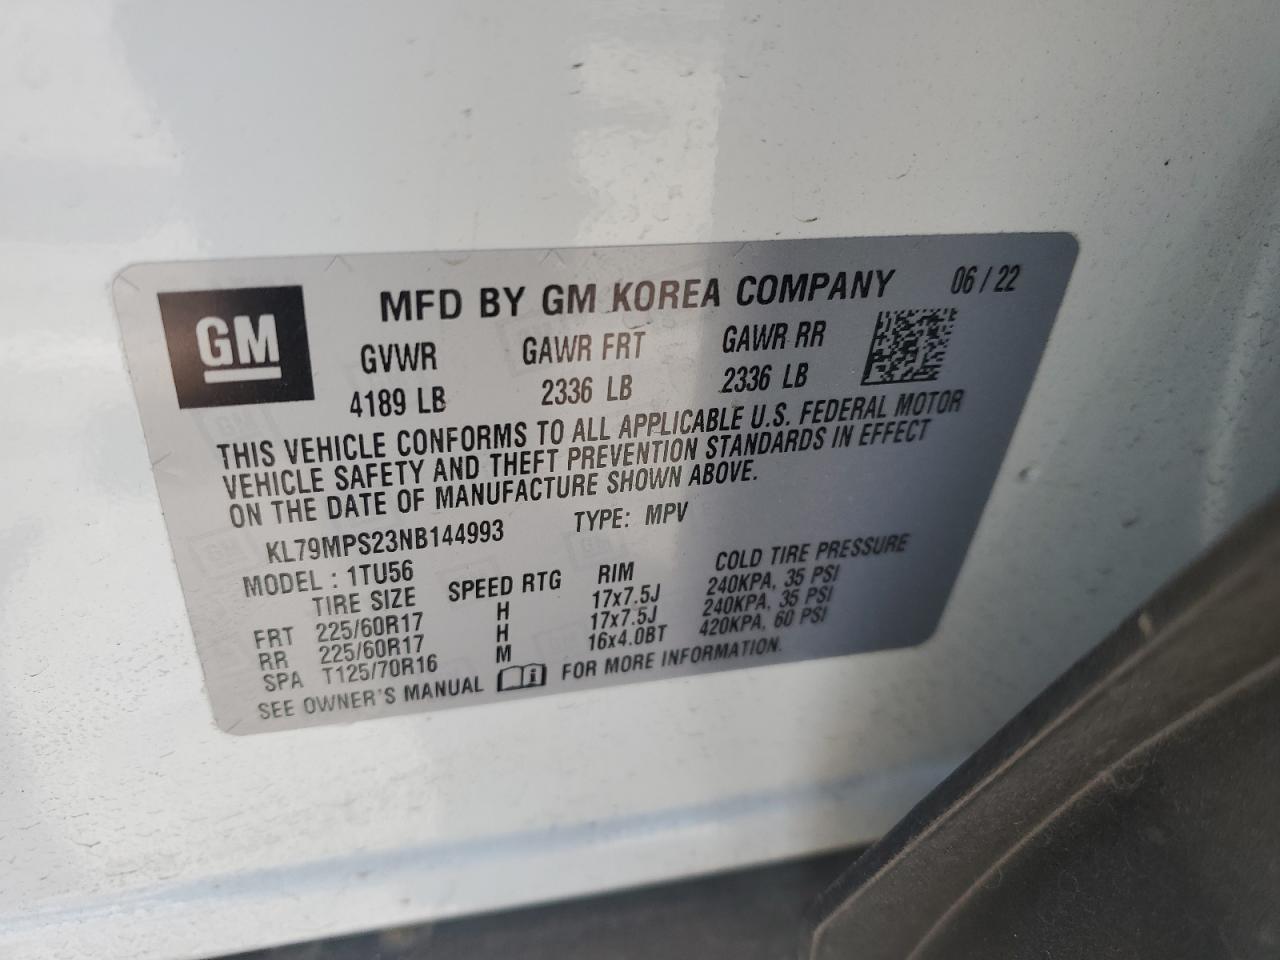 GM
MFD BY GM KOREA COMPANY 06/22
GVWR GAWR FRT GAWR RR
4189 LB 2336 LB 2336 LB
THIS VEHICLE CONFORMS TO ALL APPLICABLE U.S. FEDERAL MOTOR
VEHICLE SAFETY AND THEFT PREVENTION STANDARDS IN EFFECT
ON THE DATE OF MANUFACTURE SHOWN ABOVE.
KL79MPS23NB144993 TYPE: MPV
MODEL : 1TU56
TIRE SIZE SPEED RTG RIM COLD TIRE PRESSURE
FRT 225/60R17 H 17x7.5J 240KPA, 35 PSI
RR 225/60R17 H 17x7.5J 240KPA, 35 PSI
SPA T125/70R16 M 16x4.0BT 420KPA, 60 PSI
SEE OWNER'S MANUAL i FOR MORE INFORMATION.